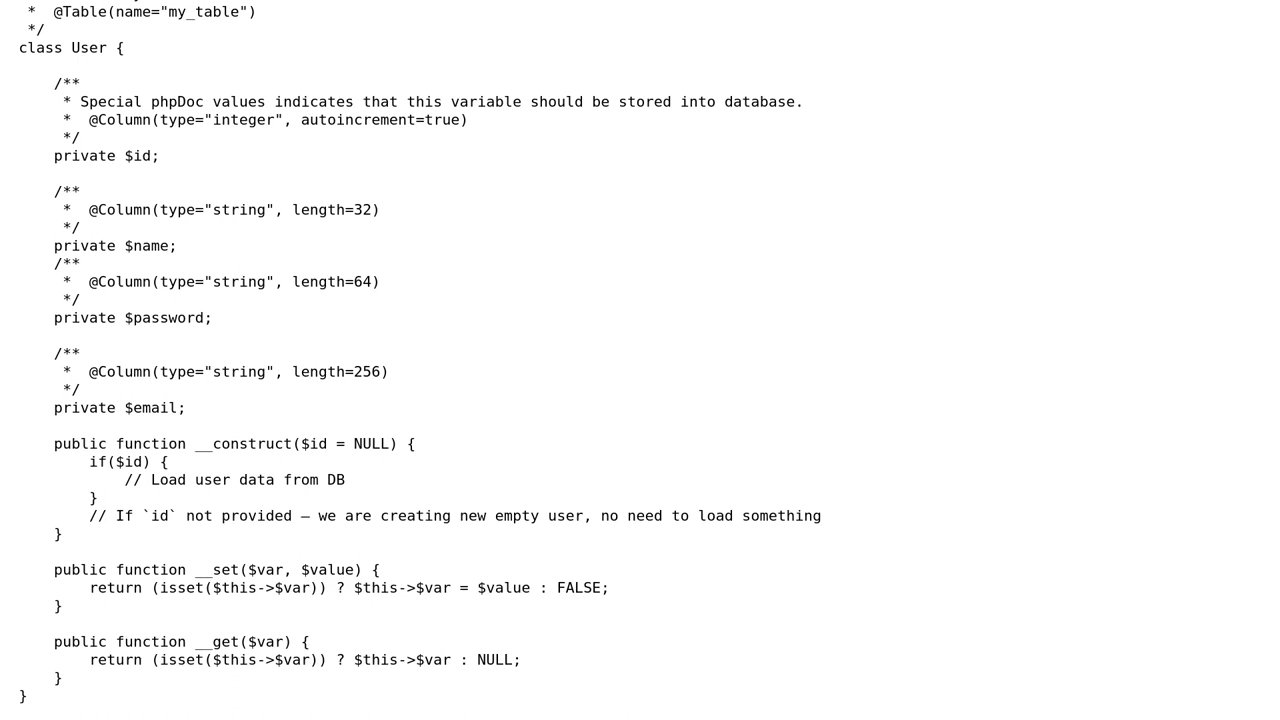 *  @Table(name="my_table")
 */
class User {

    /**
     * Special phpDoc values indicates that this variable should be stored into database.
     *  @Column(type="integer", autoincrement=true)
     */
    private $id;

    /**
     *  @Column(type="string", length=32)
     */
    private $name;
    /**
     *  @Column(type="string", length=64)
     */
    private $password;

    /**
     *  @Column(type="string", length=256)
     */
    private $email;

    public function __construct($id = NULL) {
        if($id) {
            // Load user data from DB
        }
        // If `id` not provided – we are creating new empty user, no need to load something
    }

    public function __set($var, $value) {
        return (isset($this->$var)) ? $this->$var = $value : FALSE;
    }

    public function __get($var) {
        return (isset($this->$var)) ? $this->$var : NULL;
    }
}